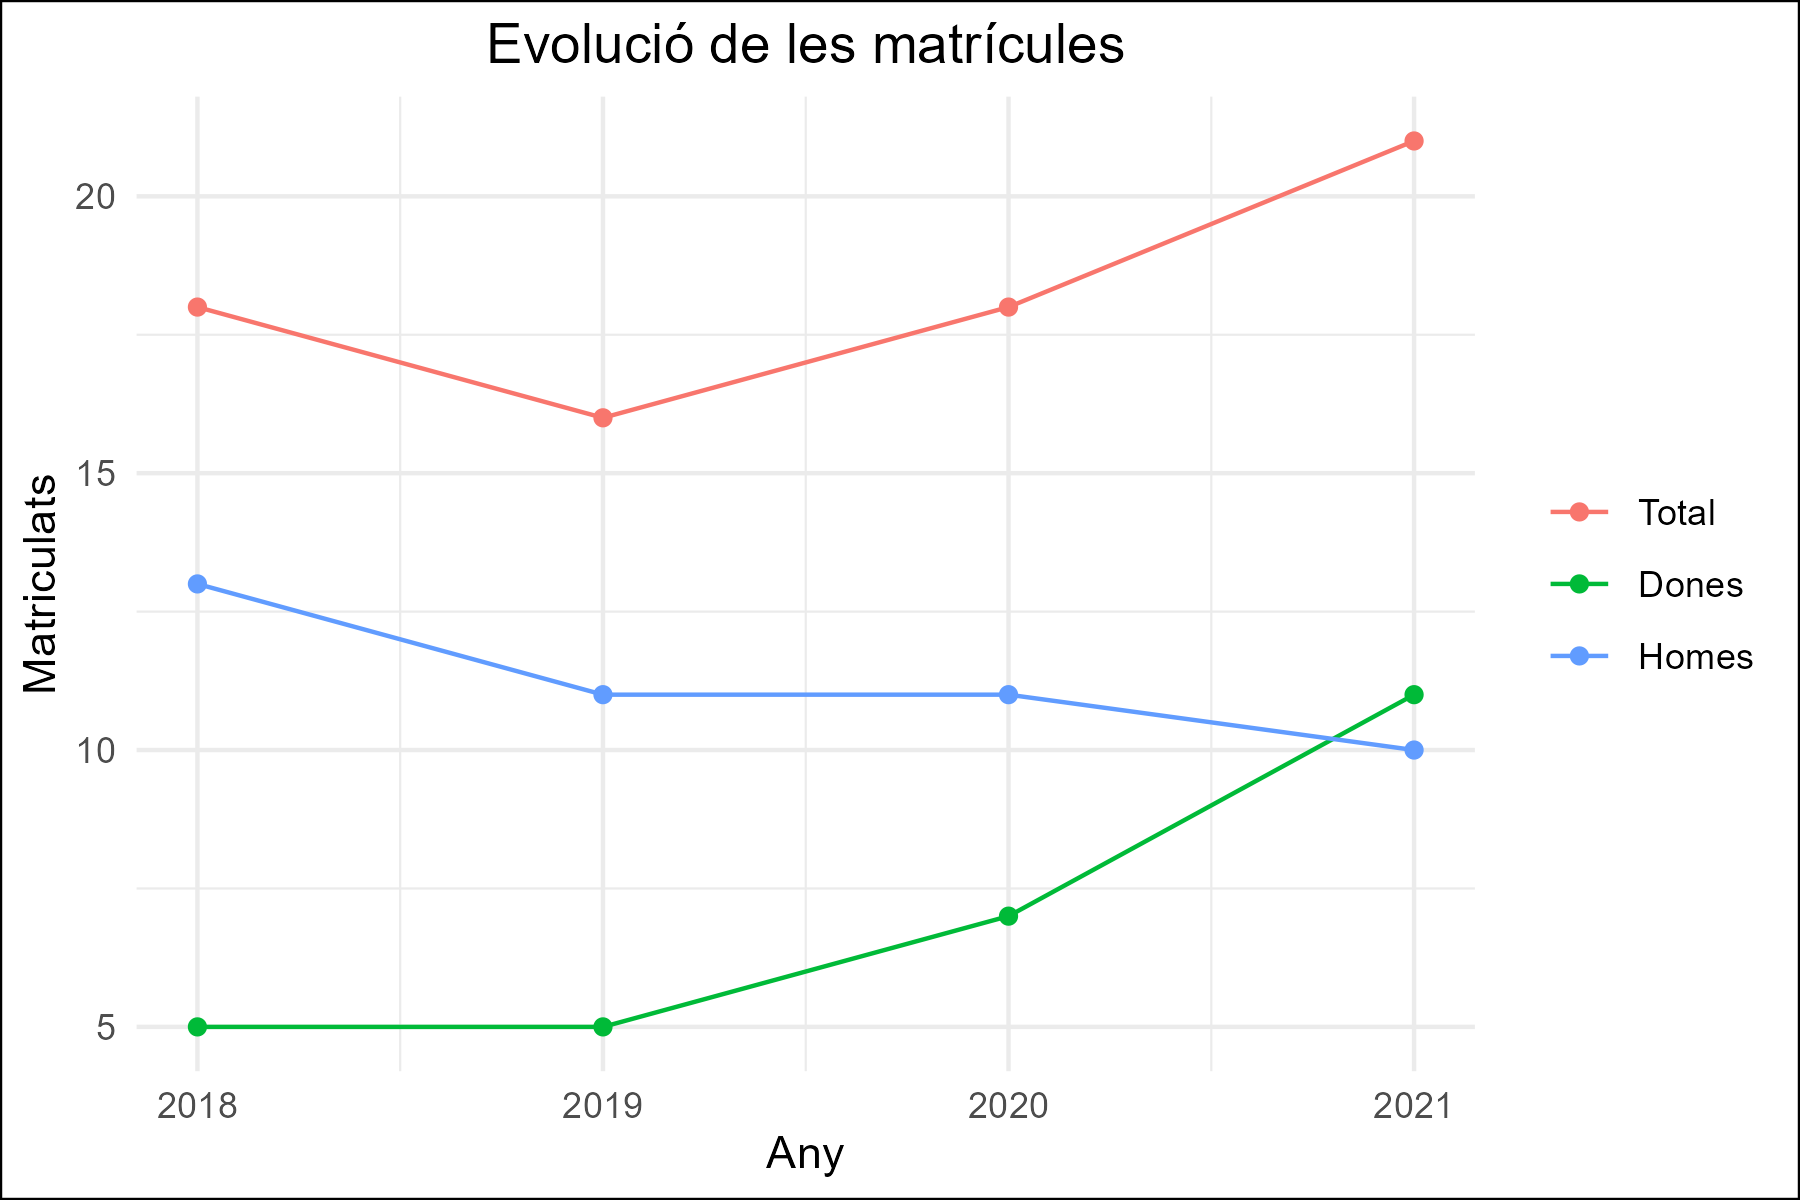 Evolució de les matrícules
Matriculats
20
15
10
5
2018 2019 2020 2021
Any
Total
Dones
Homes